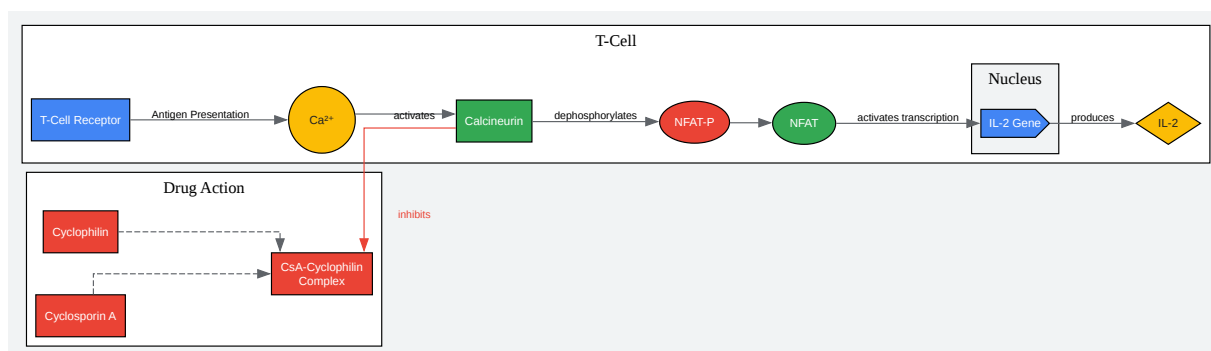 T-Cell
Nucleus
T-Cell Receptor
Antigen Presentation
Ca²⁺
activates
Calcineurin
dephosphorylates
NFAT-P
NFAT
activates transcription
IL-2 Gene
produces
IL-2
Drug Action
inhibits
Cyclophilin
CsA-Cyclophilin
Complex
Cyclosporin A